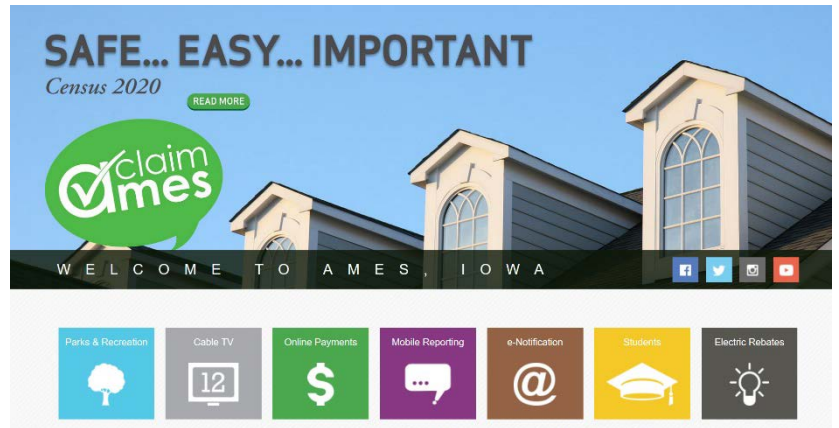 SAFE... EASY... IMPORTANT
Census 2020
READ MORE
aclaim
ames
WELCOME TO AMES, IOWA
Parks & Recreation
Cable TV
Online Payments
Mobile Reporting
e-Notification
Students
Electric Rebates
12
$
@